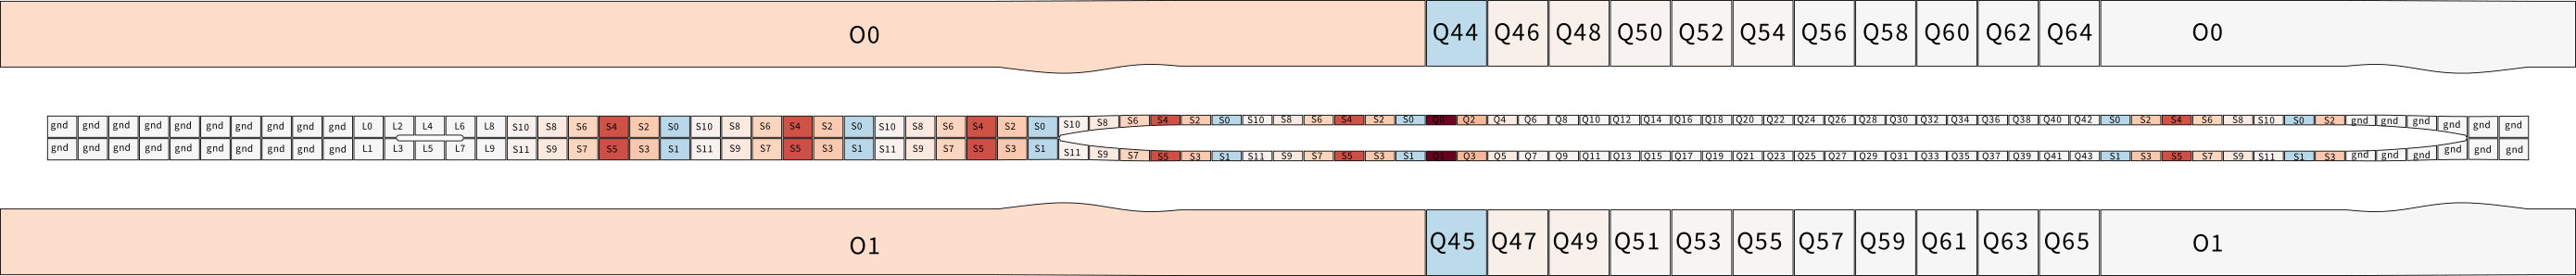 O0 Q44 Q46 Q48 Q50 Q52 Q54 Q56 Q58 Q60 Q62 Q64 O0
gnd gnd gnd gnd gnd gnd gnd gnd gnd gnd L0 L2 L4 L6 L8 S10 S8 S6 S4 S2 S0 S10 S8 S6 S4 S2 S0 S10 S8 S6 S4 S2 S0 S10 S8 S6 S4 S2 S0 S10 S8 S6 S4 S2 S0 Q0 Q2 Q4 Q6 Q8 Q10 Q12 Q14 Q16 Q18 Q20 Q22 Q24 Q26 Q28 Q30 Q32 Q34 Q36 Q38 Q40 Q42 S0 S2 S4 S6 S8 S10 S0 S2 gnd gnd gnd gnd gnd gnd
gnd gnd gnd gnd gnd gnd gnd gnd gnd gnd L1 L3 L5 L7 L9 S11 S9 S7 S5 S3 S1 S11 S9 S7 S5 S3 S1 S11 S9 S7 S5 S3 S1 S11 S9 S7 S5 S3 S1 S11 S9 S7 S5 S3 S1 Q1 Q3 Q5 Q7 Q9 Q11 Q13 Q15 Q17 Q19 Q21 Q23 Q25 Q27 Q29 Q31 Q33 Q35 Q37 Q39 Q41 Q43 S1 S3 S5 S7 S9 S11 S1 S3 gnd gnd gnd gnd gnd gnd
O1 Q45 Q47 Q49 Q51 Q53 Q55 Q57 Q59 Q61 Q63 Q65 O1